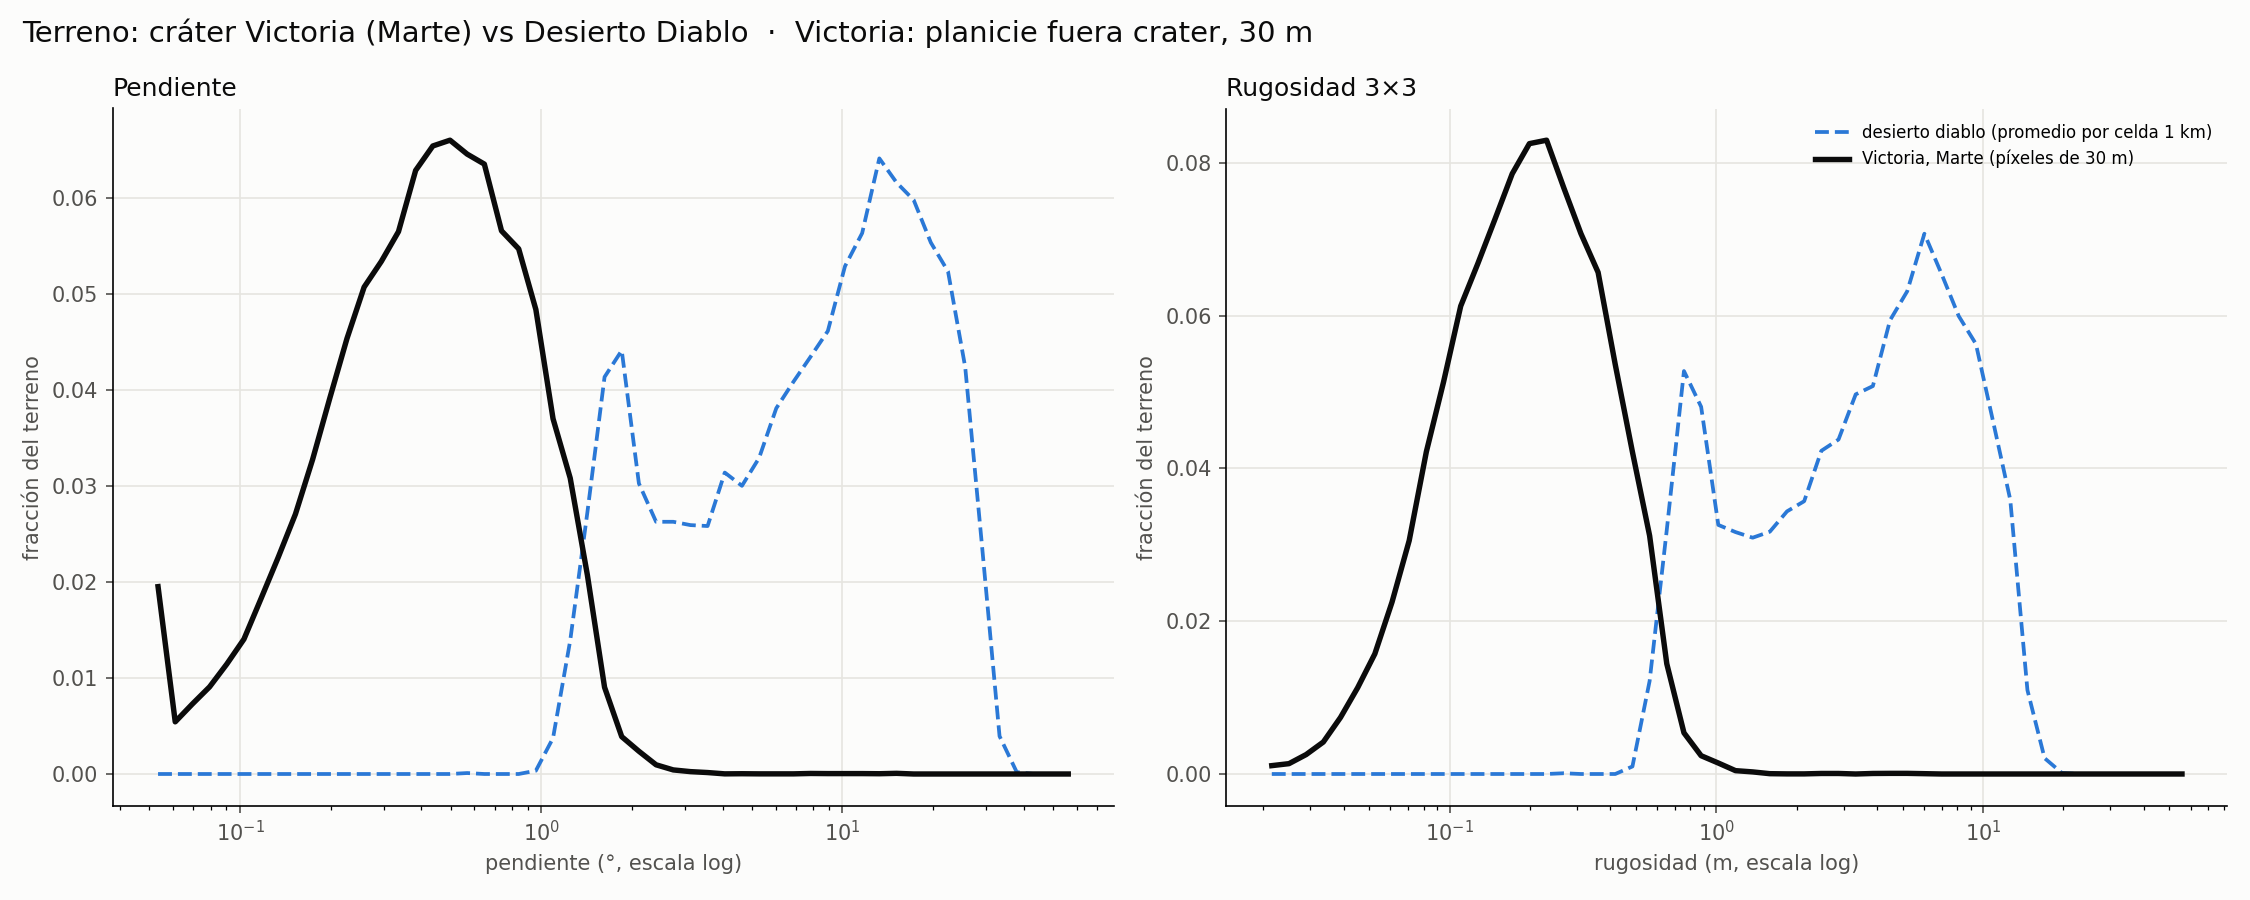 Terreno: cráter Victoria (Marte) vs Desierto Diablo · Victoria: planicie fuera crater, 30 m
Pendiente
fracción del terreno
0.06
0.05
0.04
0.03
0.02
0.01
0.00
10⁻¹
10⁰
10¹
pendiente (°, escala log)
Rugosidad 3×3
desierto diablo (promedio por celda 1 km)
Victoria, Marte (píxeles de 30 m)
fracción del terreno
0.08
0.06
0.04
0.02
0.00
10⁻¹
10⁰
10¹
rugosidad (m, escala log)